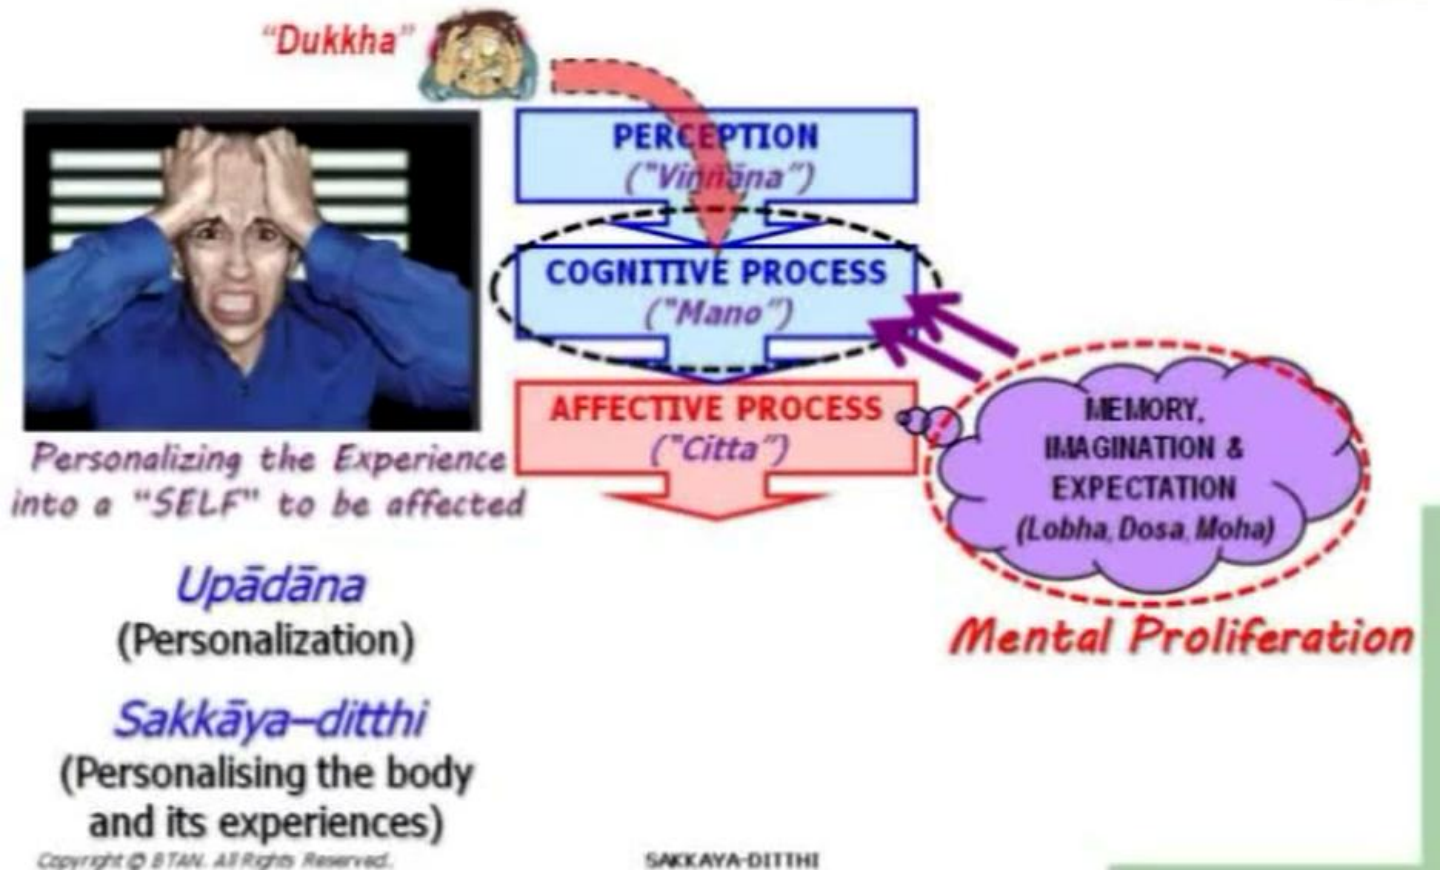 “Dukkha”
PERCEPTION
(“Viññāna”)
COGNITIVE PROCESS
(“Mano”)
AFFECTIVE PROCESS
(“Citta”)
MEMORY,
IMAGINATION &
EXPECTATION
(Lobha, Dosa, Moha)
Mental Proliferation
Personalizing the Experience
into a “SELF” to be affected
Upādāna
(Personalization)
Sakkāya–ditthi
(Personalising the body
and its experiences)
Copyright © BTAN. All Rights Reserved.
SAKKAYA-DITTHI